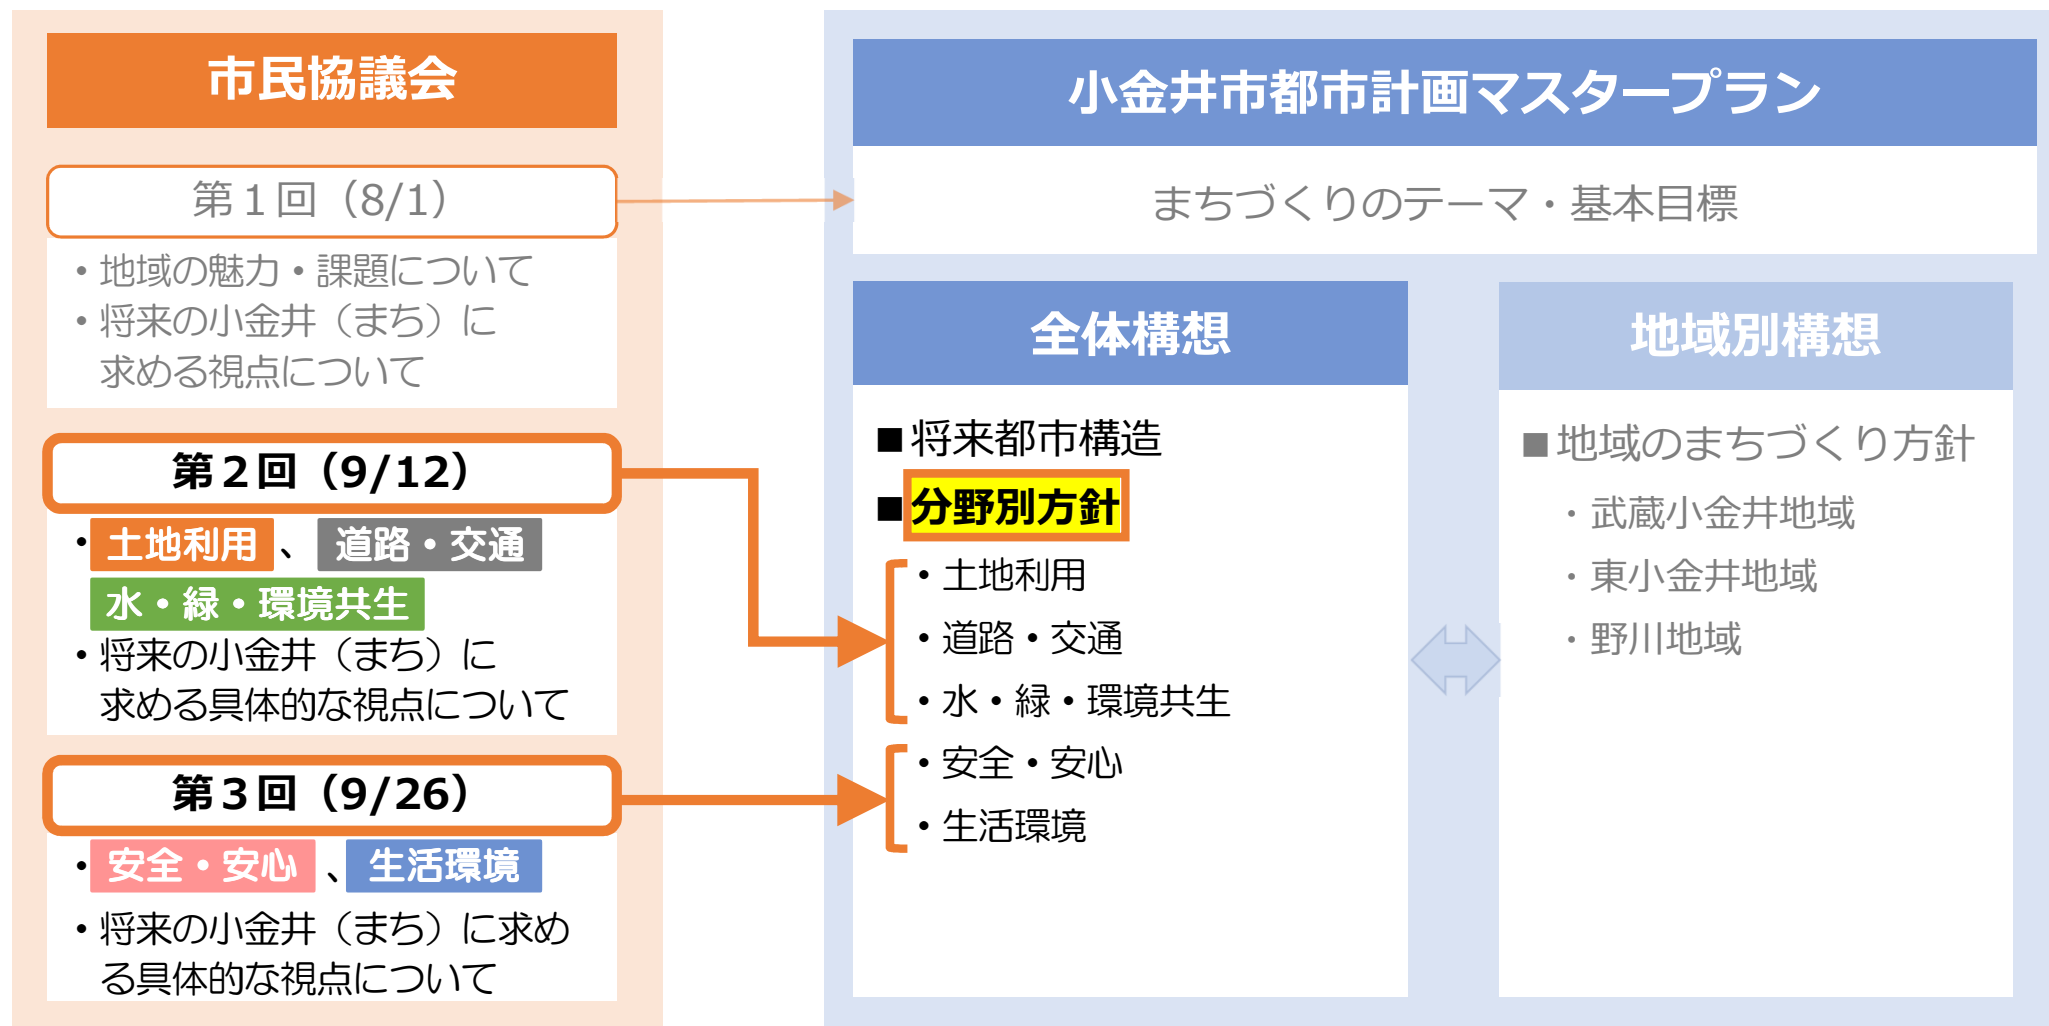 市民協議会
第1回（8/1）
・地域の魅力・課題について
・将来の小金井（まち）に
求める視点について
第2回（9/12）
・土地利用、道路・交通
水・緑・環境共生
・将来の小金井（まち）に
求める具体的な視点について
第3回（9/26）
・安全・安心、生活環境
・将来の小金井（まち）に求め
る具体的な視点について
小金井市都市計画マスタープラン
まちづくりのテーマ・基本目標
全体構想
■将来都市構造
■分野別方針
・土地利用
・道路・交通
・水・緑・環境共生
・安全・安心
・生活環境
地域別構想
■地域のまちづくり方針
・武蔵小金井地域
・東小金井地域
・野川地域